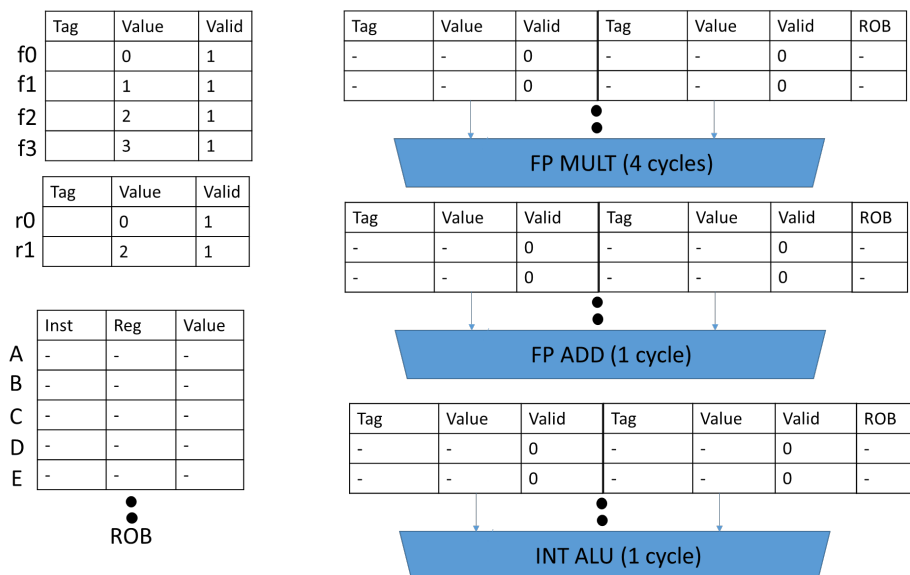 Tag Value Valid
f0 0 1
f1 1 1
f2 2 1
f3 3 1
Tag Value Valid
r0 0 1
r1 2 1
Inst Reg Value
A - - -
B - - -
C - - -
D - - -
E - - -
ROB
Tag Value Valid Tag Value Valid ROB
- - 0 - - 0 -
- - 0 - - 0 -
FP MULT (4 cycles)
Tag Value Valid Tag Value Valid ROB
- - 0 - - 0 -
- - 0 - - 0 -
FP ADD (1 cycle)
Tag Value Valid Tag Value Valid ROB
- - 0 - - 0 -
- - 0 - - 0 -
INT ALU (1 cycle)